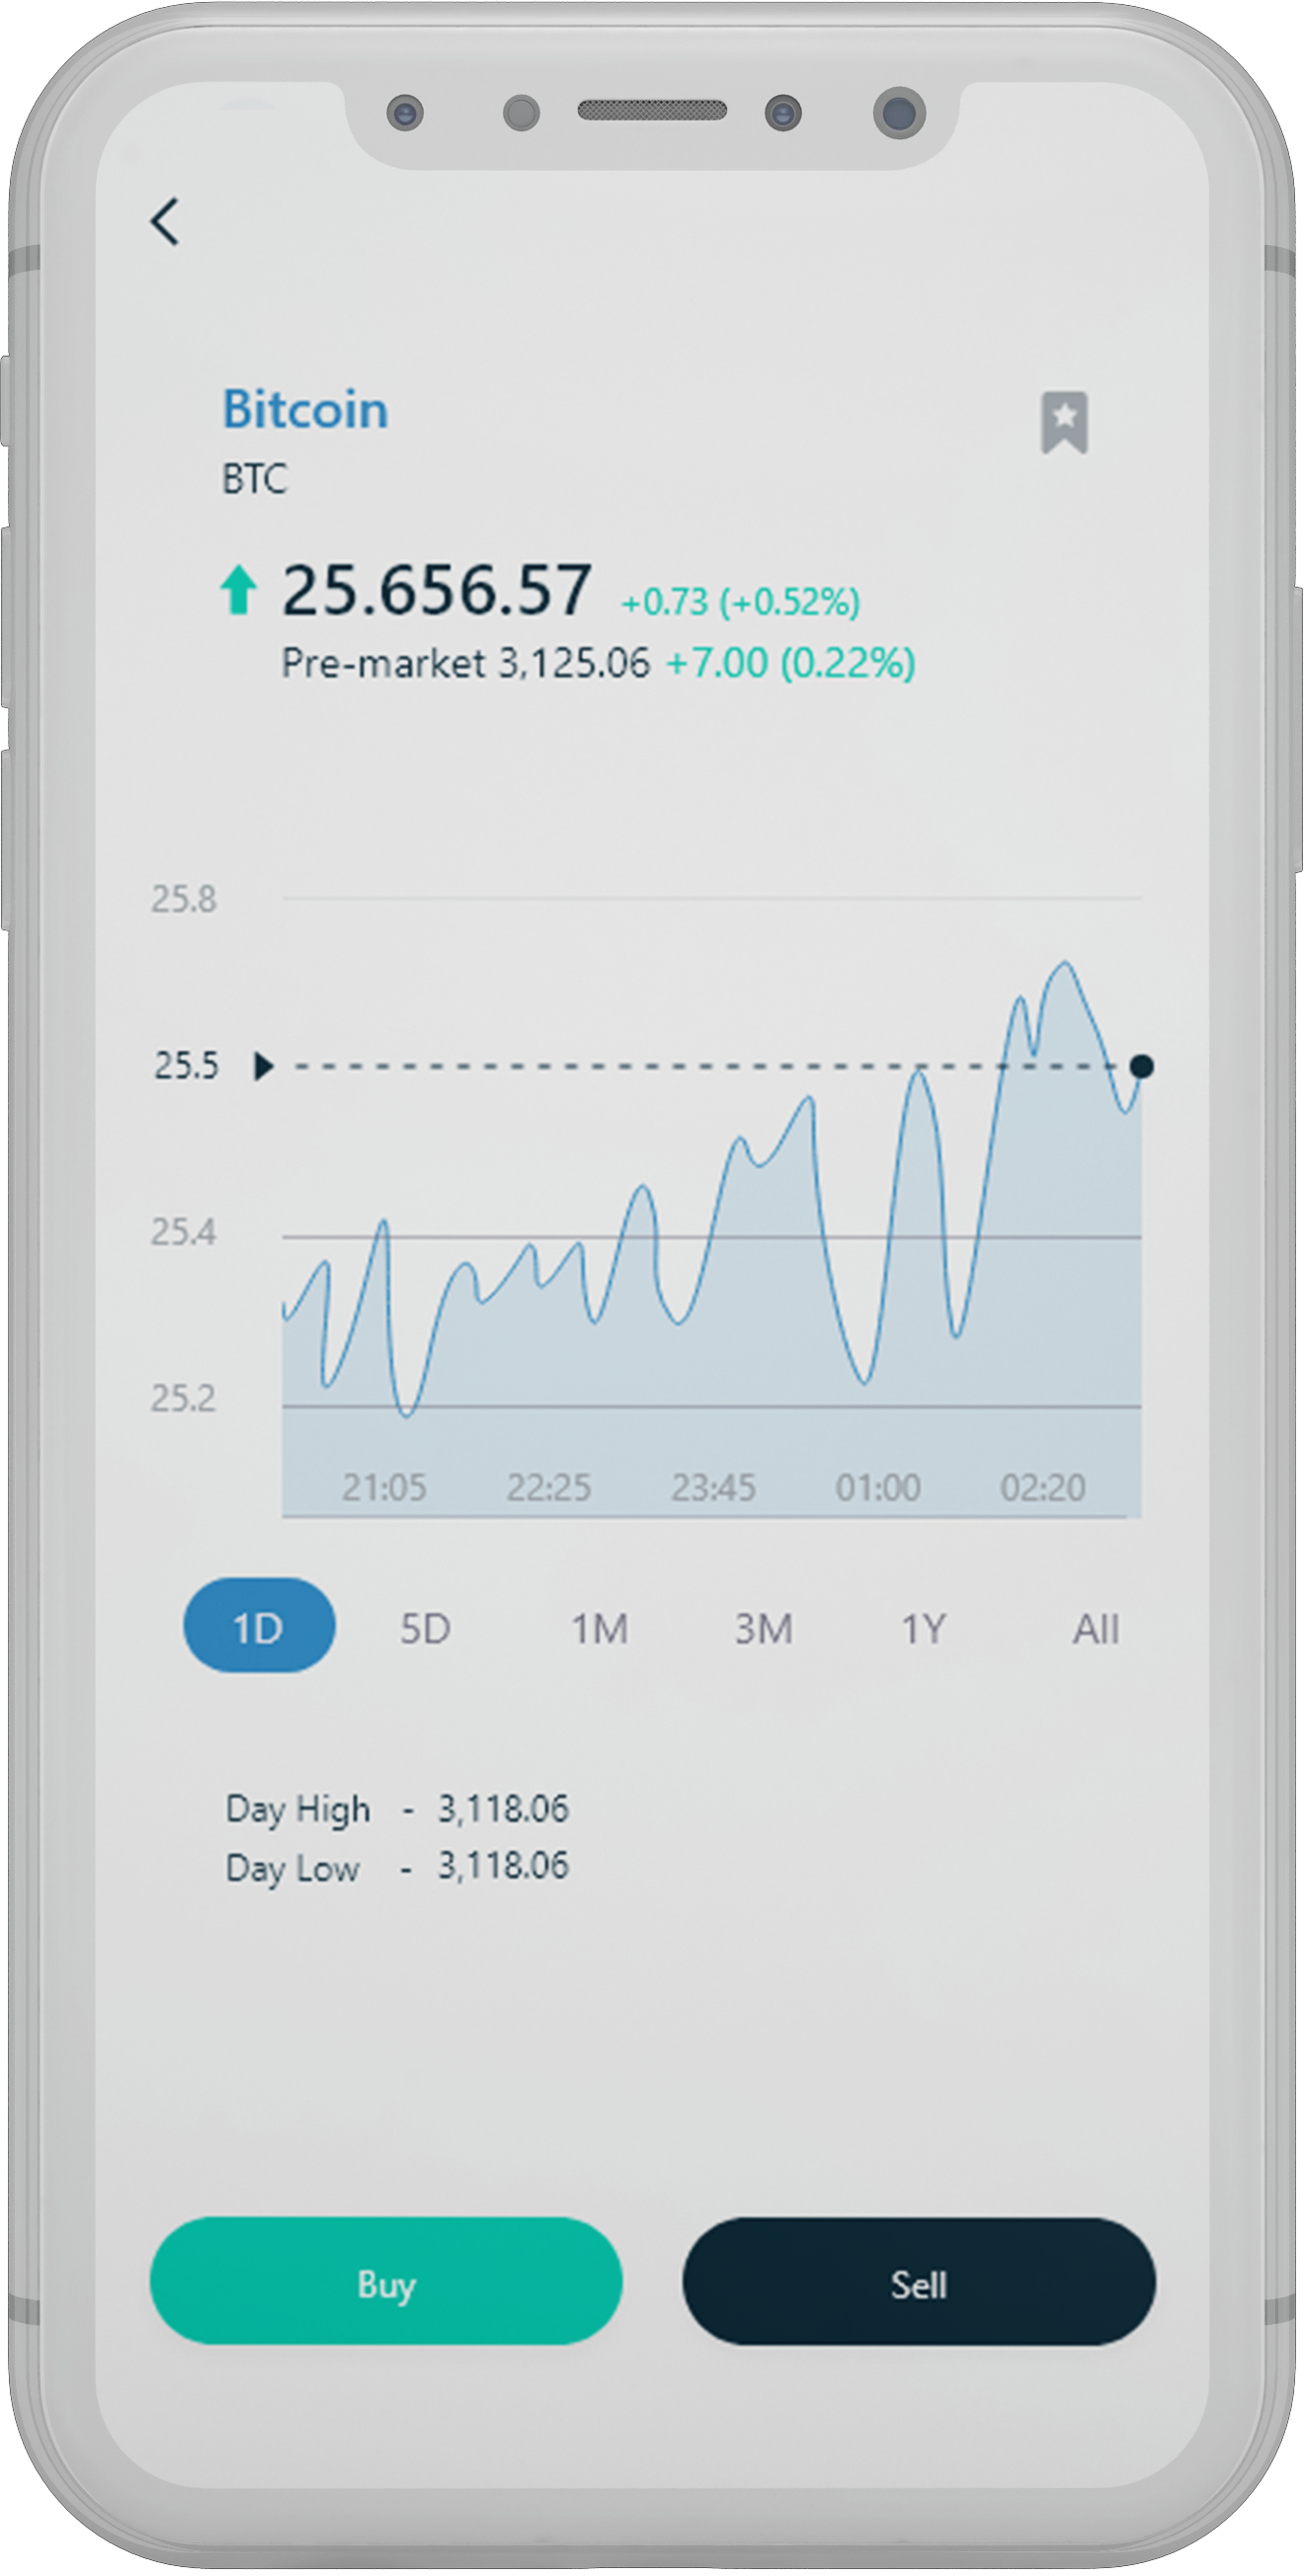 Bitcoin
BTC
25.656.57 +0.73 (+0.52%)
Pre-market 3,125.06 +7.00 (0.22%)
25.8
25.5
25.4
25.2
21:05 22:25 23:45 01:00 02:20
1D 5D 1M 3M 1Y All
Day High - 3,118.06
Day Low - 3,118.06
Buy Sell